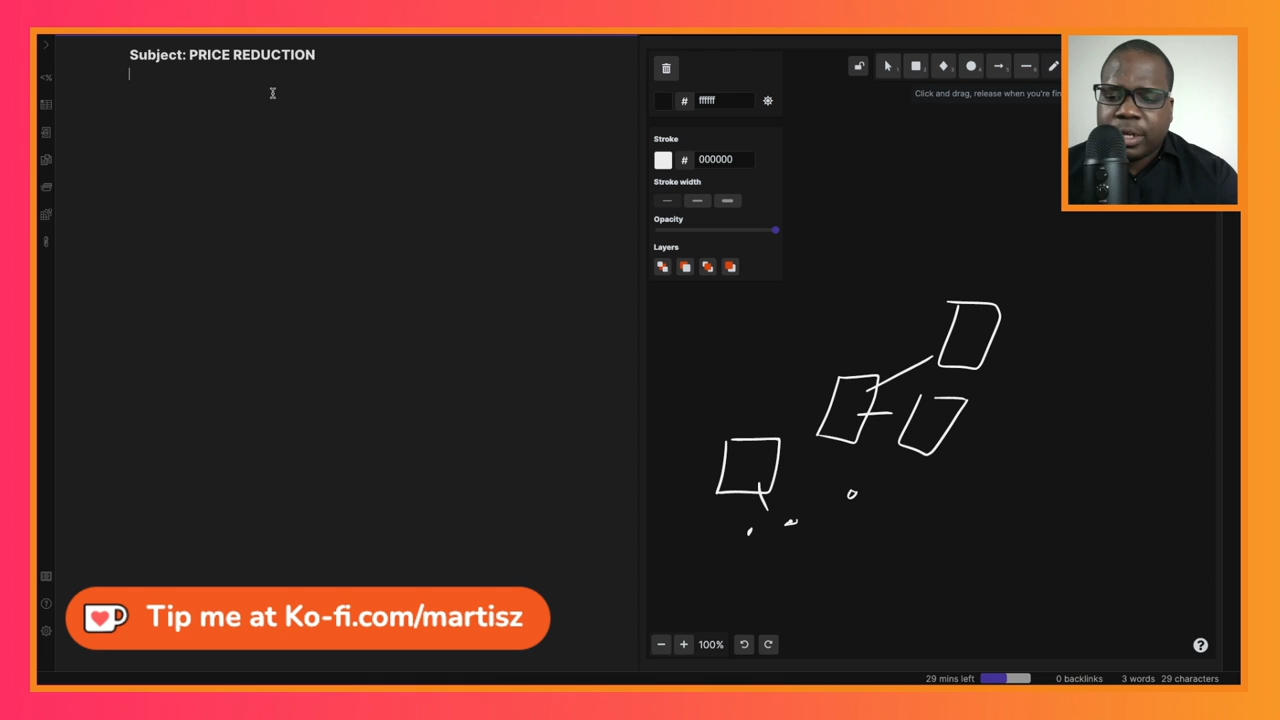 Subject: PRICE REDUCTION
Click and drag, release when you're fin
# ffffff
Stroke
# 000000
Stroke width
Opacity
Layers
Tip me at Ko-fi.com/martisz
100%
?
29 mins left
0 backlinks
3 words
29 characters